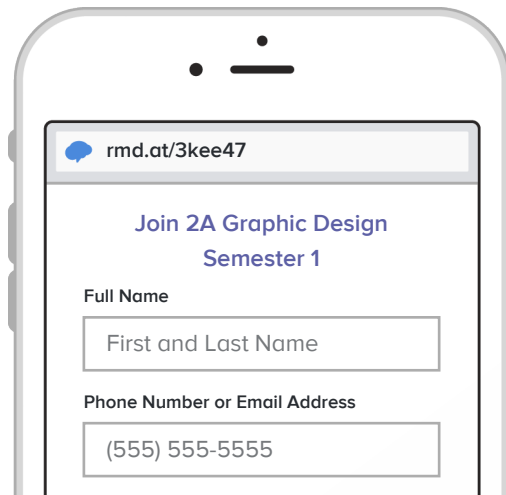 rmd.at/3kee47
Join 2A Graphic Design
Semester 1
Full Name
First and Last Name
Phone Number or Email Address
(555) 555-5555